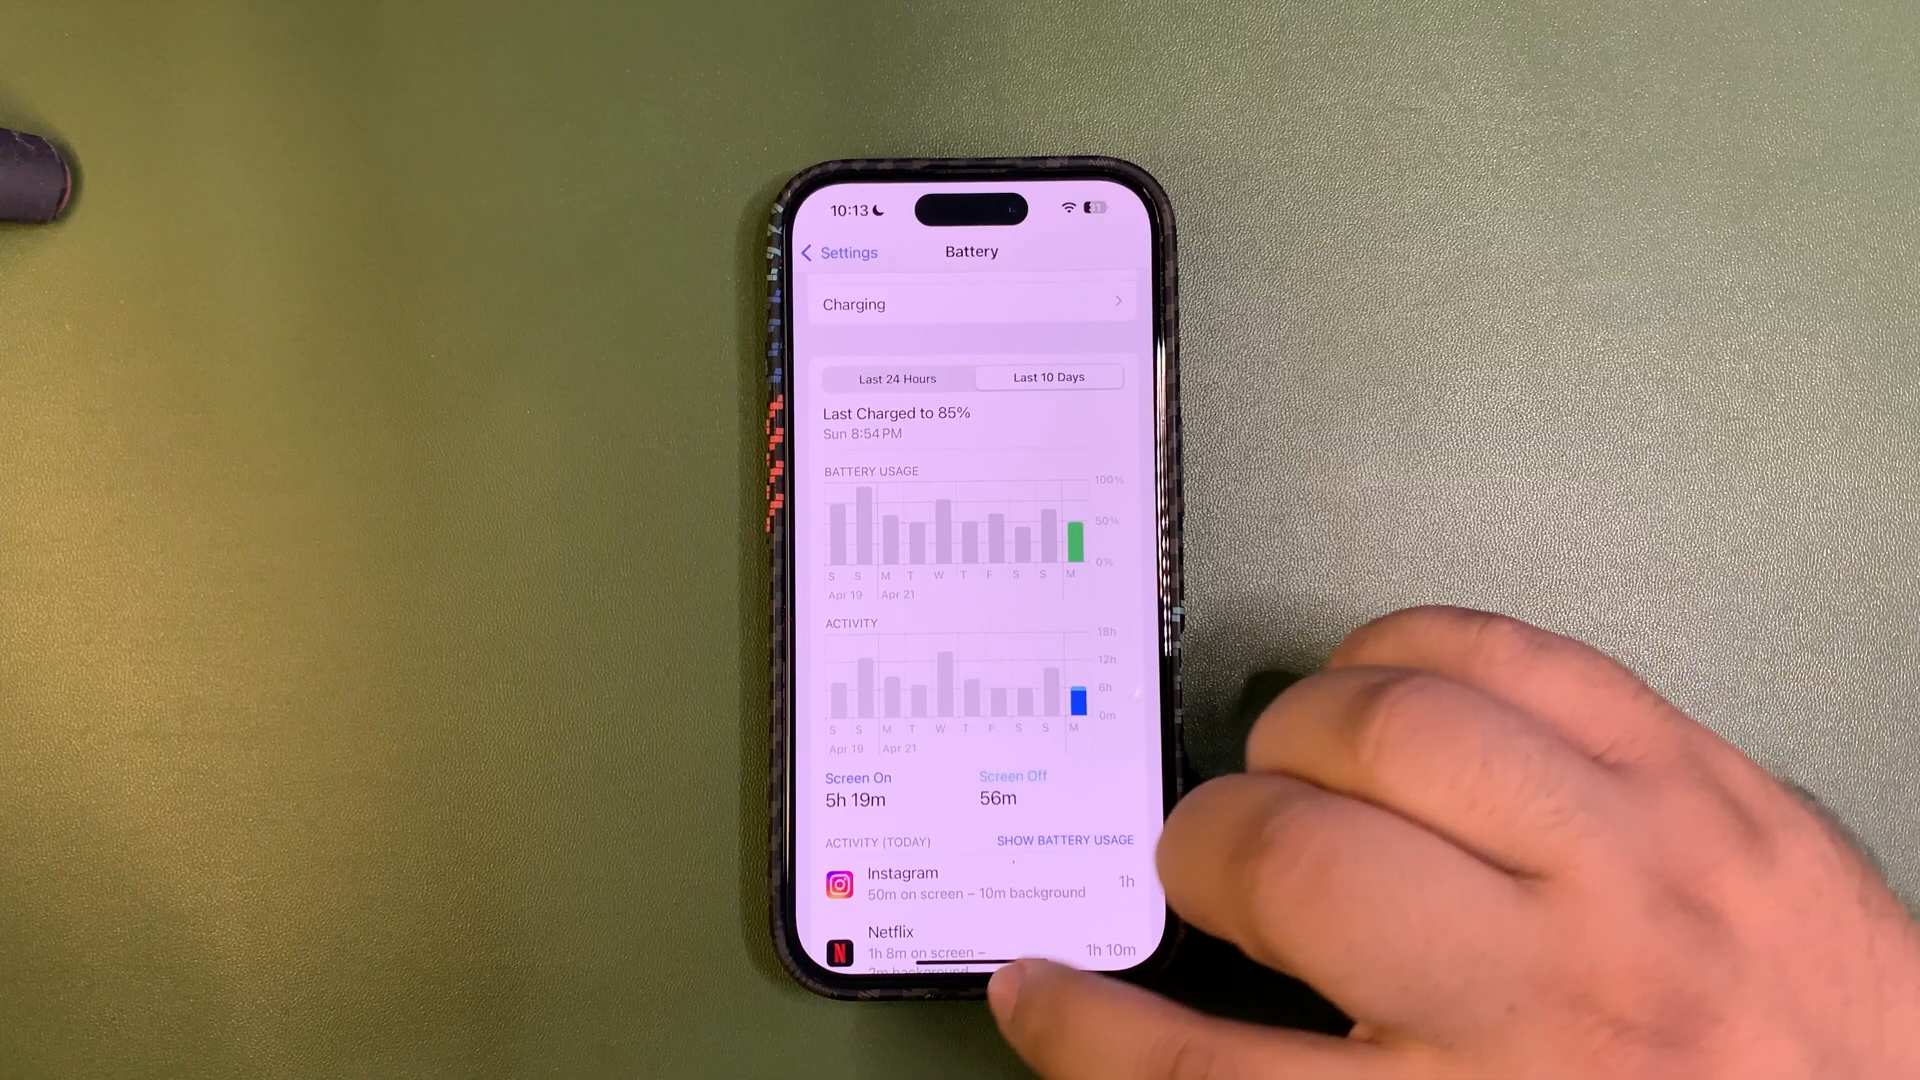 10:13 31
Settings Battery
Charging
Last 24 Hours Last 10 Days
Last Charged to 85%
Sun 8:54 PM
BATTERY USAGE
100%
50%
0%
S S M T W T F S S M
Apr 19 Apr 21
ACTIVITY
18h
12h
6h
0m
S S M T W T F S S M
Apr 19 Apr 21
Screen On Screen Off
5h 19m 56m
ACTIVITY (TODAY) SHOW BATTERY USAGE
Instagram
50m on screen – 10m background 1h
Netflix
1h 8m on screen – 1h 10m
2m background